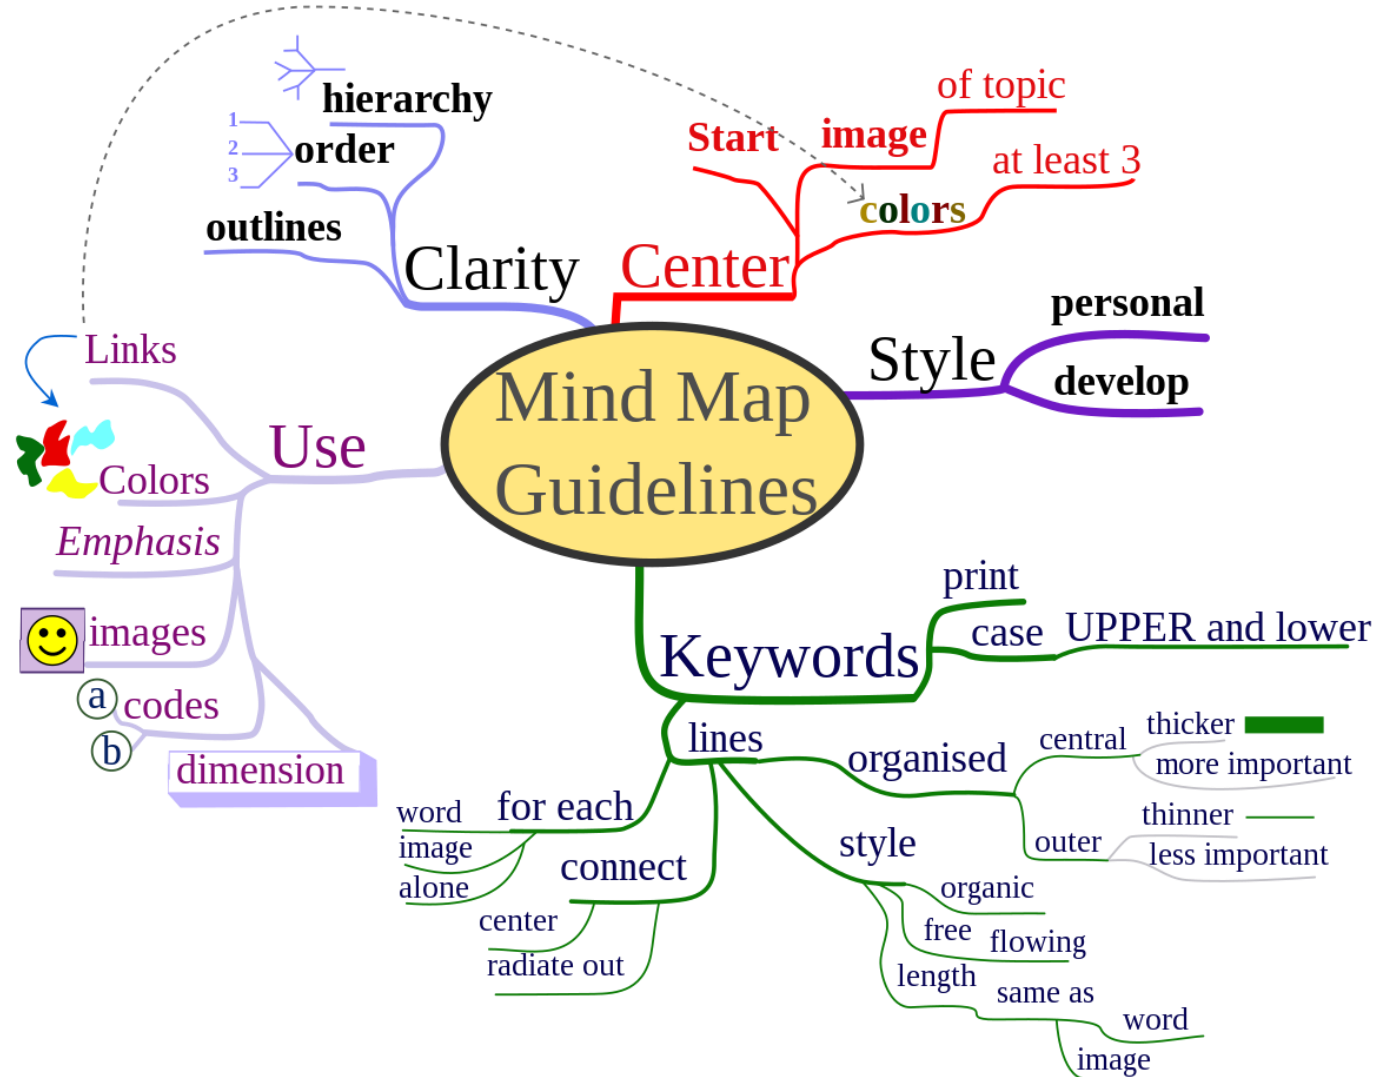 Mind Map
Guidelines
Center
Start
image
of topic
colors
at least 3
Style
personal
develop
Keywords
print
case
UPPER and lower
lines
organised
central
thicker
more important
outer
thinner
less important
style
organic
free
flowing
length
same as
word
image
connect
center
radiate out
for each
word
image
alone
Use
Links
Colors
Emphasis
images
codes
a
b
dimension
Clarity
hierarchy
order
1
2
3
outlines